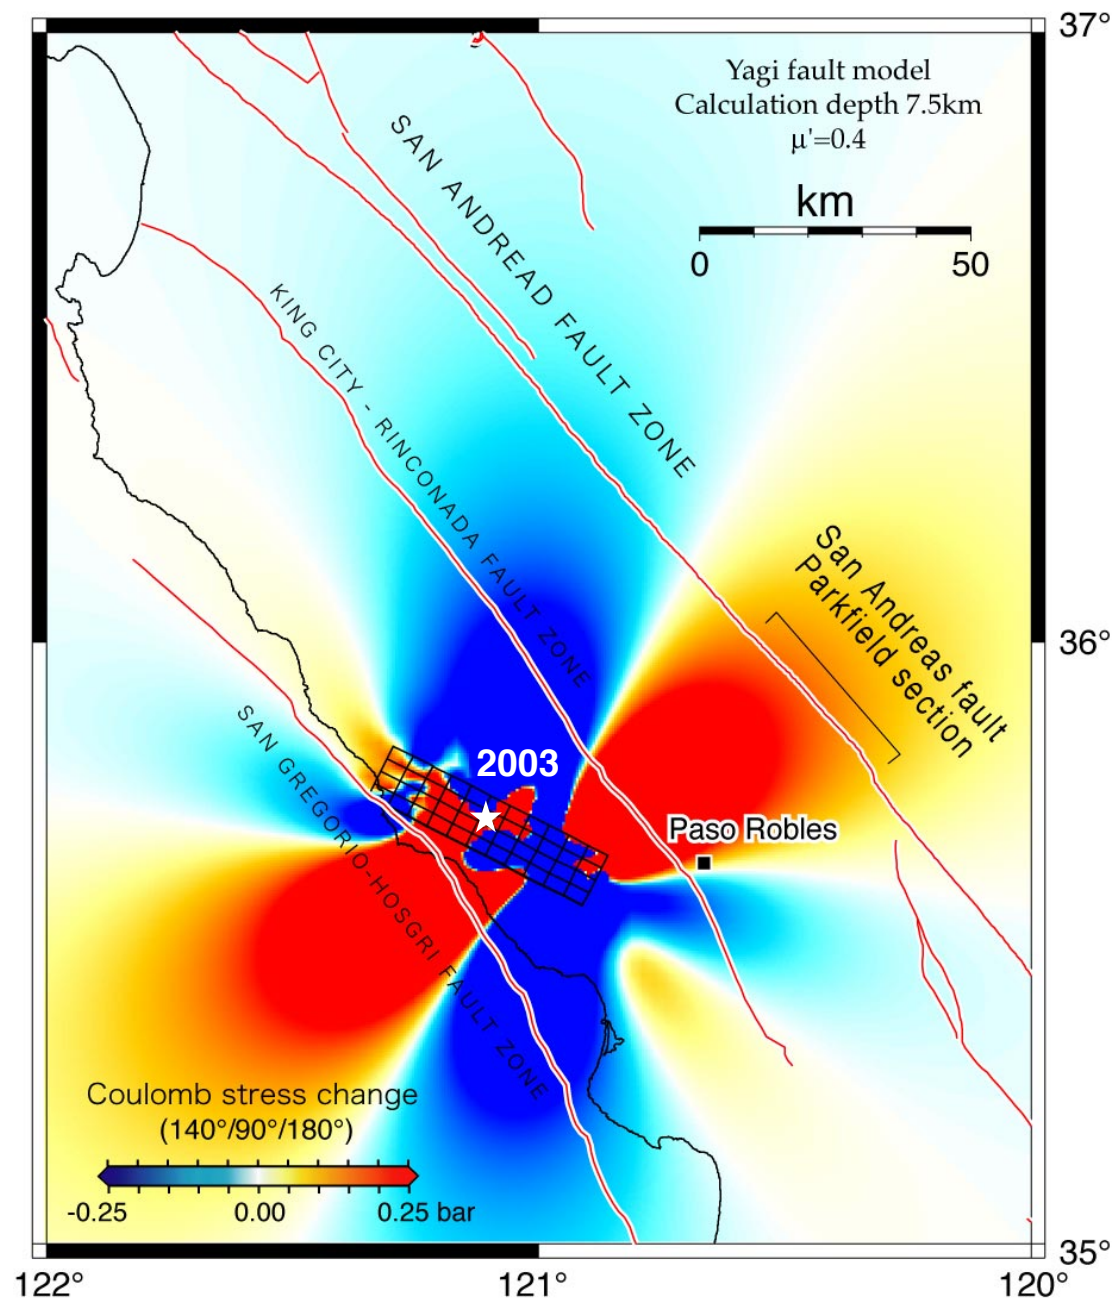 37°
Yagi fault model
Calculation depth 7.5km
μ'=0.4
km
0 50
SAN ANDREAD FAULT ZONE
KING CITY - RINCONADA FAULT ZONE
San Andreas fault
Parkfield section
36°
SAN GREGORIO-HOSGRI FAULT ZONE
2003
Paso Robles
Coulomb stress change
(140°/90°/180°)
-0.25 0.00 0.25 bar
35°
122° 121° 120°